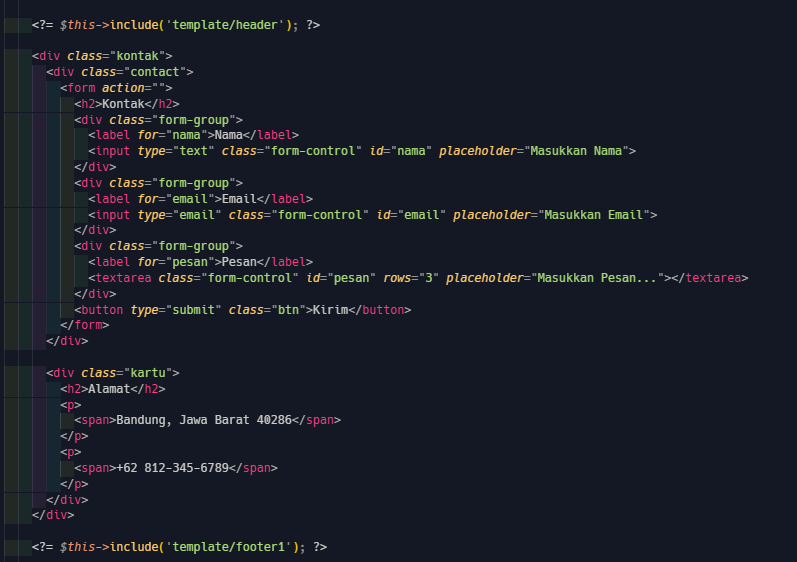 <?= $this->include('template/header'); ?>
<div class="kontak">
<div class="contact">
<form action="">
<h2>Kontak</h2>
<div class="form-group">
<label for="nama">Nama</label>
<input type="text" class="form-control" id="nama" placeholder="Masukkan Nama">
</div>
<div class="form-group">
<label for="email">Email</label>
<input type="email" class="form-control" id="email" placeholder="Masukkan Email">
</div>
<div class="form-group">
<label for="pesan">Pesan</label>
<textarea class="form-control" id="pesan" rows="3" placeholder="Masukkan Pesan..."></textarea>
</div>
<button type="submit" class="btn">Kirim</button>
</form>
</div>
<div class="kartu">
<h2>Alamat</h2>
<p>
<span>Bandung, Jawa Barat 40286</span>
</p>
<p>
<span>+62 812-345-6789</span>
</p>
</div>
</div>
<?= $this->include('template/footer1'); ?>